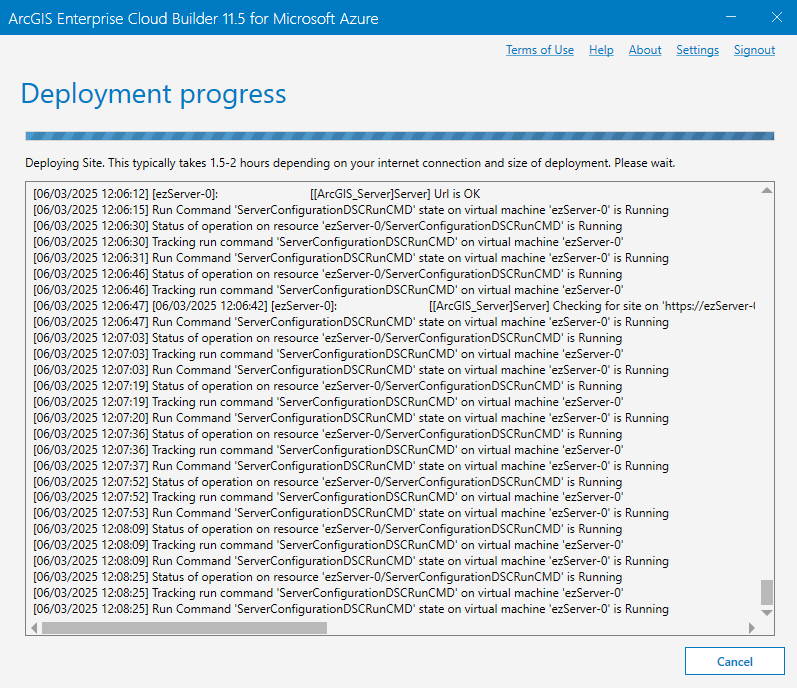 ArcGIS Enterprise Cloud Builder 11.5 for Microsoft Azure
Terms of Use Help About Settings Signout
Deployment progress
Deploying Site. This typically takes 1.5-2 hours depending on your internet connection and size of deployment. Please wait.
[06/03/2025 12:06:12] [ezServer-0]: [[ArcGIS_Server]Server] Url is OK
[06/03/2025 12:06:15] Run Command 'ServerConfigurationDSCRunCMD' state on virtual machine 'ezServer-0' is Running
[06/03/2025 12:06:30] Status of operation on resource 'ezServer-0/ServerConfigurationDSCRunCMD' is Running
[06/03/2025 12:06:30] Tracking run command 'ServerConfigurationDSCRunCMD' on virtual machine 'ezServer-0'
[06/03/2025 12:06:31] Run Command 'ServerConfigurationDSCRunCMD' state on virtual machine 'ezServer-0' is Running
[06/03/2025 12:06:46] Status of operation on resource 'ezServer-0/ServerConfigurationDSCRunCMD' is Running
[06/03/2025 12:06:46] Tracking run command 'ServerConfigurationDSCRunCMD' on virtual machine 'ezServer-0'
[06/03/2025 12:06:47] [06/03/2025 12:06:42] [ezServer-0]: [[ArcGIS_Server]Server] Checking for site on 'https://ezServer-
[06/03/2025 12:06:47] Run Command 'ServerConfigurationDSCRunCMD' state on virtual machine 'ezServer-0' is Running
[06/03/2025 12:07:03] Status of operation on resource 'ezServer-0/ServerConfigurationDSCRunCMD' is Running
[06/03/2025 12:07:03] Tracking run command 'ServerConfigurationDSCRunCMD' on virtual machine 'ezServer-0'
[06/03/2025 12:07:03] Run Command 'ServerConfigurationDSCRunCMD' state on virtual machine 'ezServer-0' is Running
[06/03/2025 12:07:19] Status of operation on resource 'ezServer-0/ServerConfigurationDSCRunCMD' is Running
[06/03/2025 12:07:19] Tracking run command 'ServerConfigurationDSCRunCMD' on virtual machine 'ezServer-0'
[06/03/2025 12:07:20] Run Command 'ServerConfigurationDSCRunCMD' state on virtual machine 'ezServer-0' is Running
[06/03/2025 12:07:36] Status of operation on resource 'ezServer-0/ServerConfigurationDSCRunCMD' is Running
[06/03/2025 12:07:36] Tracking run command 'ServerConfigurationDSCRunCMD' on virtual machine 'ezServer-0'
[06/03/2025 12:07:37] Run Command 'ServerConfigurationDSCRunCMD' state on virtual machine 'ezServer-0' is Running
[06/03/2025 12:07:52] Status of operation on resource 'ezServer-0/ServerConfigurationDSCRunCMD' is Running
[06/03/2025 12:07:52] Tracking run command 'ServerConfigurationDSCRunCMD' on virtual machine 'ezServer-0'
[06/03/2025 12:07:53] Run Command 'ServerConfigurationDSCRunCMD' state on virtual machine 'ezServer-0' is Running
[06/03/2025 12:08:09] Status of operation on resource 'ezServer-0/ServerConfigurationDSCRunCMD' is Running
[06/03/2025 12:08:09] Tracking run command 'ServerConfigurationDSCRunCMD' on virtual machine 'ezServer-0'
[06/03/2025 12:08:09] Run Command 'ServerConfigurationDSCRunCMD' state on virtual machine 'ezServer-0' is Running
[06/03/2025 12:08:25] Status of operation on resource 'ezServer-0/ServerConfigurationDSCRunCMD' is Running
[06/03/2025 12:08:25] Tracking run command 'ServerConfigurationDSCRunCMD' on virtual machine 'ezServer-0'
[06/03/2025 12:08:25] Run Command 'ServerConfigurationDSCRunCMD' state on virtual machine 'ezServer-0' is Running
Cancel